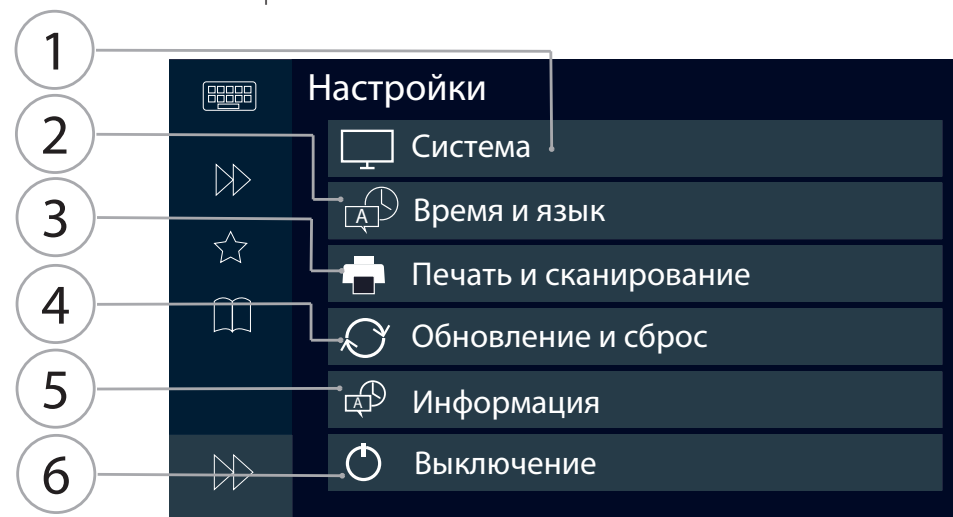 Настройки
1
Система
2
A
Время и язык
3
Печать и сканирование
4
Обновление и сброс
5
A
Информация
6
Выключение